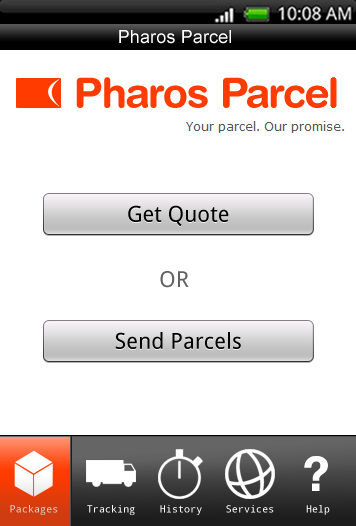 10:08 AM
Pharos Parcel
Pharos Parcel
Your parcel. Our promise.
Get Quote
OR
Send Parcels
Packages Tracking History Services Help